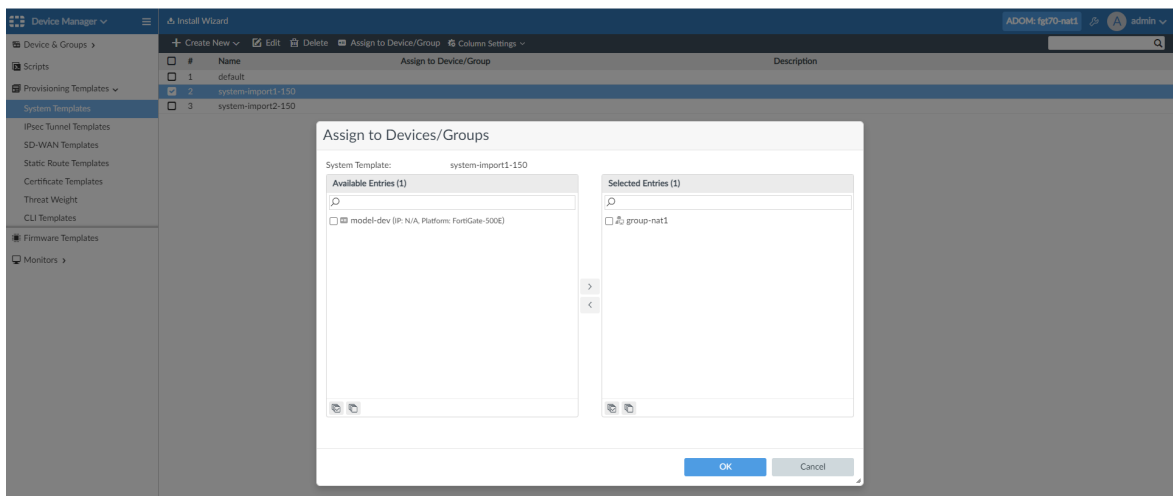 Device Manager
Install Wizard
ADOM: fgt70-nat1
A
admin
Device & Groups
Create New
Edit
Delete
Assign to Device/Group
Column Settings
Scripts
# Name Assign to Device/Group Description
1 default
Provisioning Templates
2 system-import1-150
System Templates
3 system-import2-150
IPsec Tunnel Templates
SD-WAN Templates
Static Route Templates
Certificate Templates
Threat Weight
CLI Templates
Firmware Templates
Monitors
Assign to Devices/Groups
System Template: system-import1-150
Available Entries (1)
model-dev (IP: N/A, Platform: FortiGate-500E)
Selected Entries (1)
group-nat1
OK
Cancel